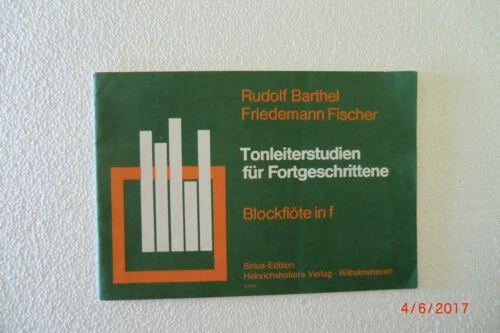 Rudolf Barthel
Friedemann Fischer
Tonleiterstudien
für Fortgeschrittene
Blockflöte in f
Sirius-Edition
Heinrichshofen's Verlag · Wilhelmshaven
4/6/2017